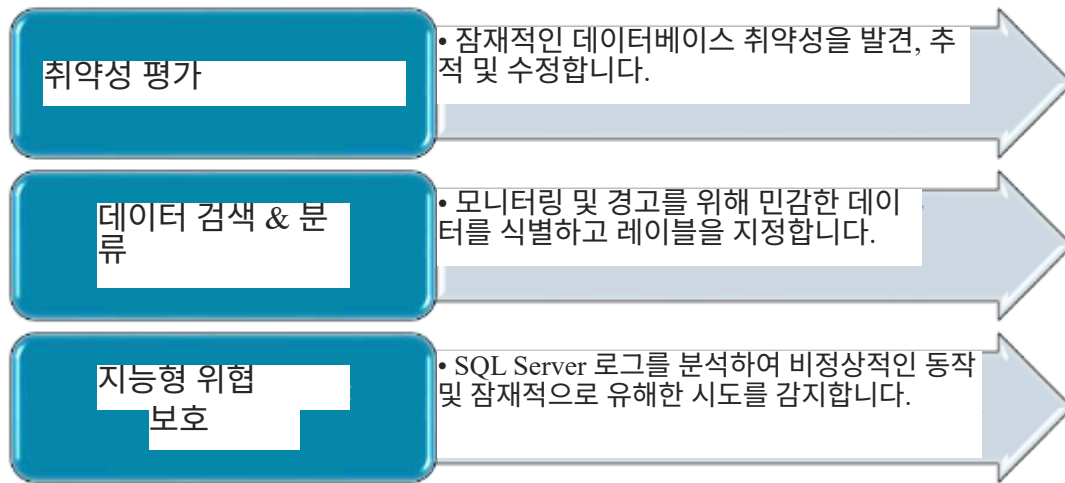 취약성 평가
• 잠재적인 데이터베이스 취약성을 발견, 추
적 및 수정합니다.
데이터 검색 & 분
류
• 모니터링 및 경고를 위해 민감한 데이
터를 식별하고 레이블을 지정합니다.
지능형 위협
보호
• SQL Server 로그를 분석하여 비정상적인 동작
및 잠재적으로 유해한 시도를 감지합니다.